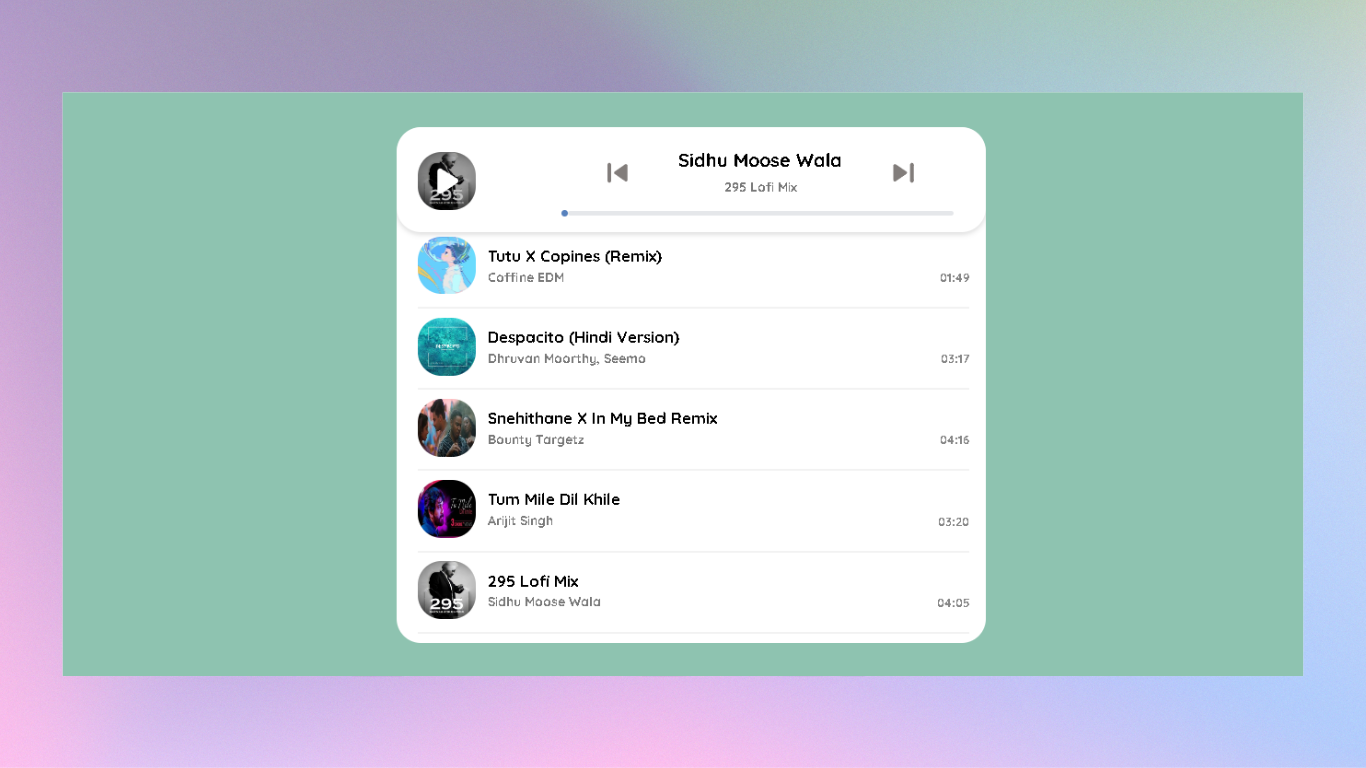 295
Sidhu Moose Wala
295 Lofi Mix
Tutu X Copines (Remix)
Coffine EDM
01:49
Despacito (Hindi Version)
Dhruvan Moorthy, Seemo
03:17
Snehithane X In My Bed Remix
Bounty Targetz
04:16
Tum Mile Dil Khile
Arijit Singh
03:20
295
295 Lofi Mix
Sidhu Moose Wala
04:05